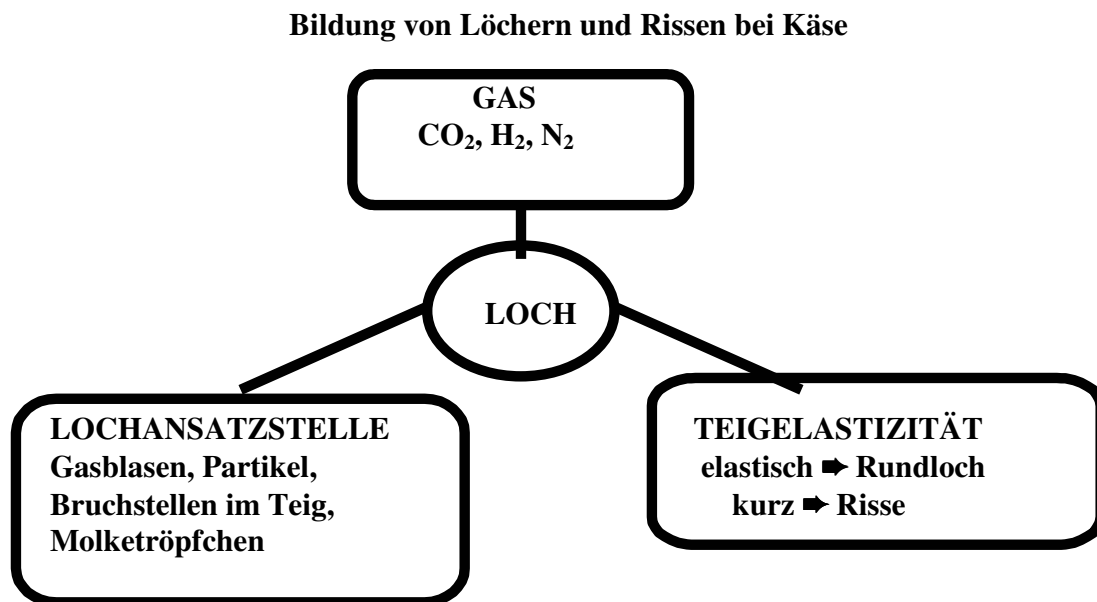 Bildung von Löchern und Rissen bei Käse
GAS
CO₂, H₂, N₂
LOCH
LOCHANSATZSTELLE
Gasblasen, Partikel,
Bruchstellen im Teig,
Molketröpfchen
TEIGELASTIZITÄT
elastisch ➨ Rundloch
kurz ➨ Risse